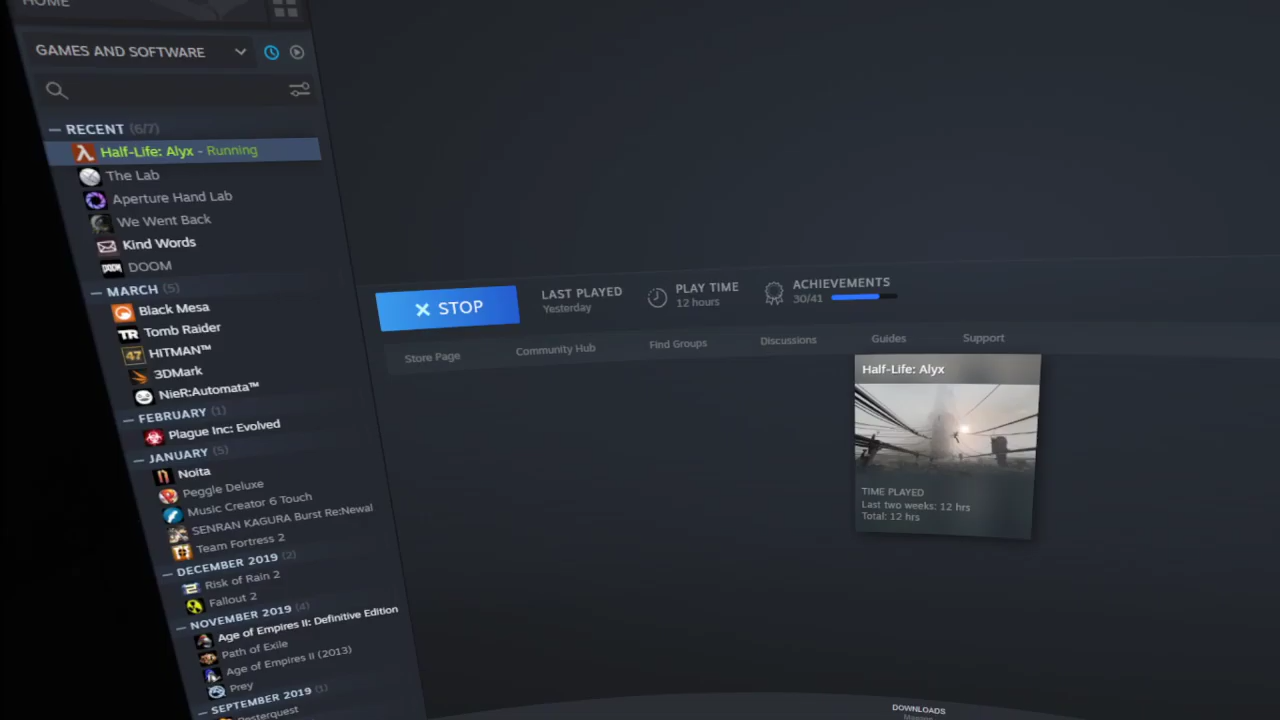 HOME
GAMES AND SOFTWARE
RECENT (6/7)
Half-Life: Alyx - Running
The Lab
Aperture Hand Lab
We Went Back
Kind Words
DOOM
MARCH (5)
Black Mesa
Tomb Raider
HITMAN™
3DMark
NieR:Automata™
FEBRUARY (1)
Plague Inc: Evolved
JANUARY (5)
Noita
Peggle Deluxe
Music Creator 6 Touch
SENRAN KAGURA Burst Re:Newal
Team Fortress 2
DECEMBER 2019 (2)
Risk of Rain 2
Fallout 2
NOVEMBER 2019 (4)
Age of Empires II: Definitive Edition
Path of Exile
Age of Empires II (2013)
Prey
SEPTEMBER 2019 (1)
STOP
LAST PLAYED
Yesterday
PLAY TIME
12 hours
ACHIEVEMENTS
30/41
Store Page
Community Hub
Find Groups
Discussions
Guides
Support
Half-Life: Alyx
TIME PLAYED
Last two weeks: 12 hrs
Total: 12 hrs
DOWNLOADS